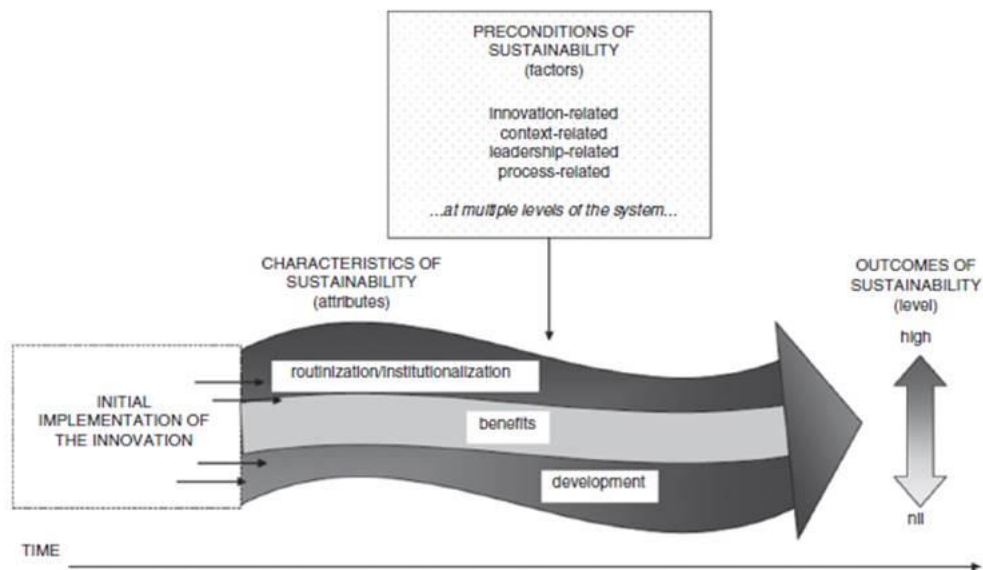 PRECONDITIONS OF
SUSTAINABILITY
(factors)
innovation-related
context-related
leadership-related
process-related
...at multiple levels of the system...
CHARACTERISTICS OF
SUSTAINABILITY
(attributes)
OUTCOMES OF
SUSTAINABILITY
(level)
high
routinization/institutionalization
INITIAL
IMPLEMENTATION OF
THE INNOVATION
benefits
development
nil
TIME